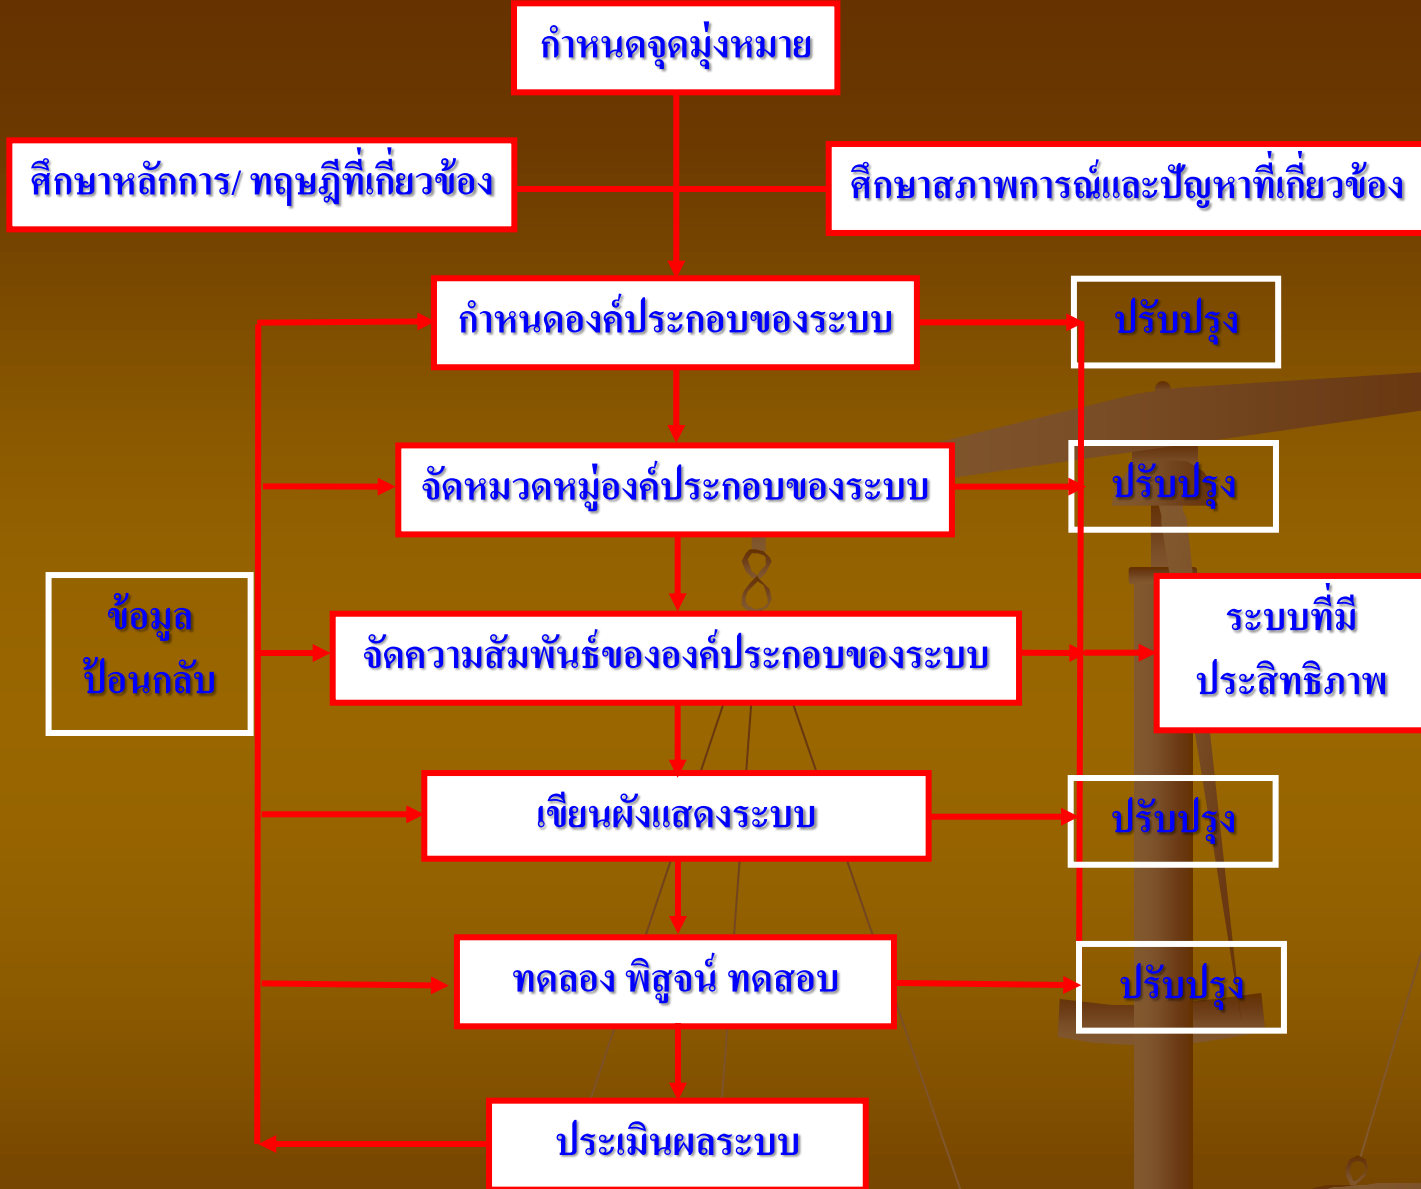 กำหนดจุดมุ่งหมาย
ศึกษาหลักการ/ ทฤษฎีที่เกี่ยวข้อง
ศึกษาสภาพการณ์และปัญหาที่เกี่ยวข้อง
กำหนดองค์ประกอบของระบบ
ปรับปรุง
จัดหมวดหมู่องค์ประกอบของระบบ
ปรับปรุง
ข้อมูล
ป้อนกลับ
จัดความสัมพันธ์ขององค์ประกอบของระบบ
ระบบที่มี
ประสิทธิภาพ
เขียนผังแสดงระบบ
ปรับปรุง
ทดลอง พิสูจน์ ทดสอบ
ปรับปรุง
ประเมินผลระบบ